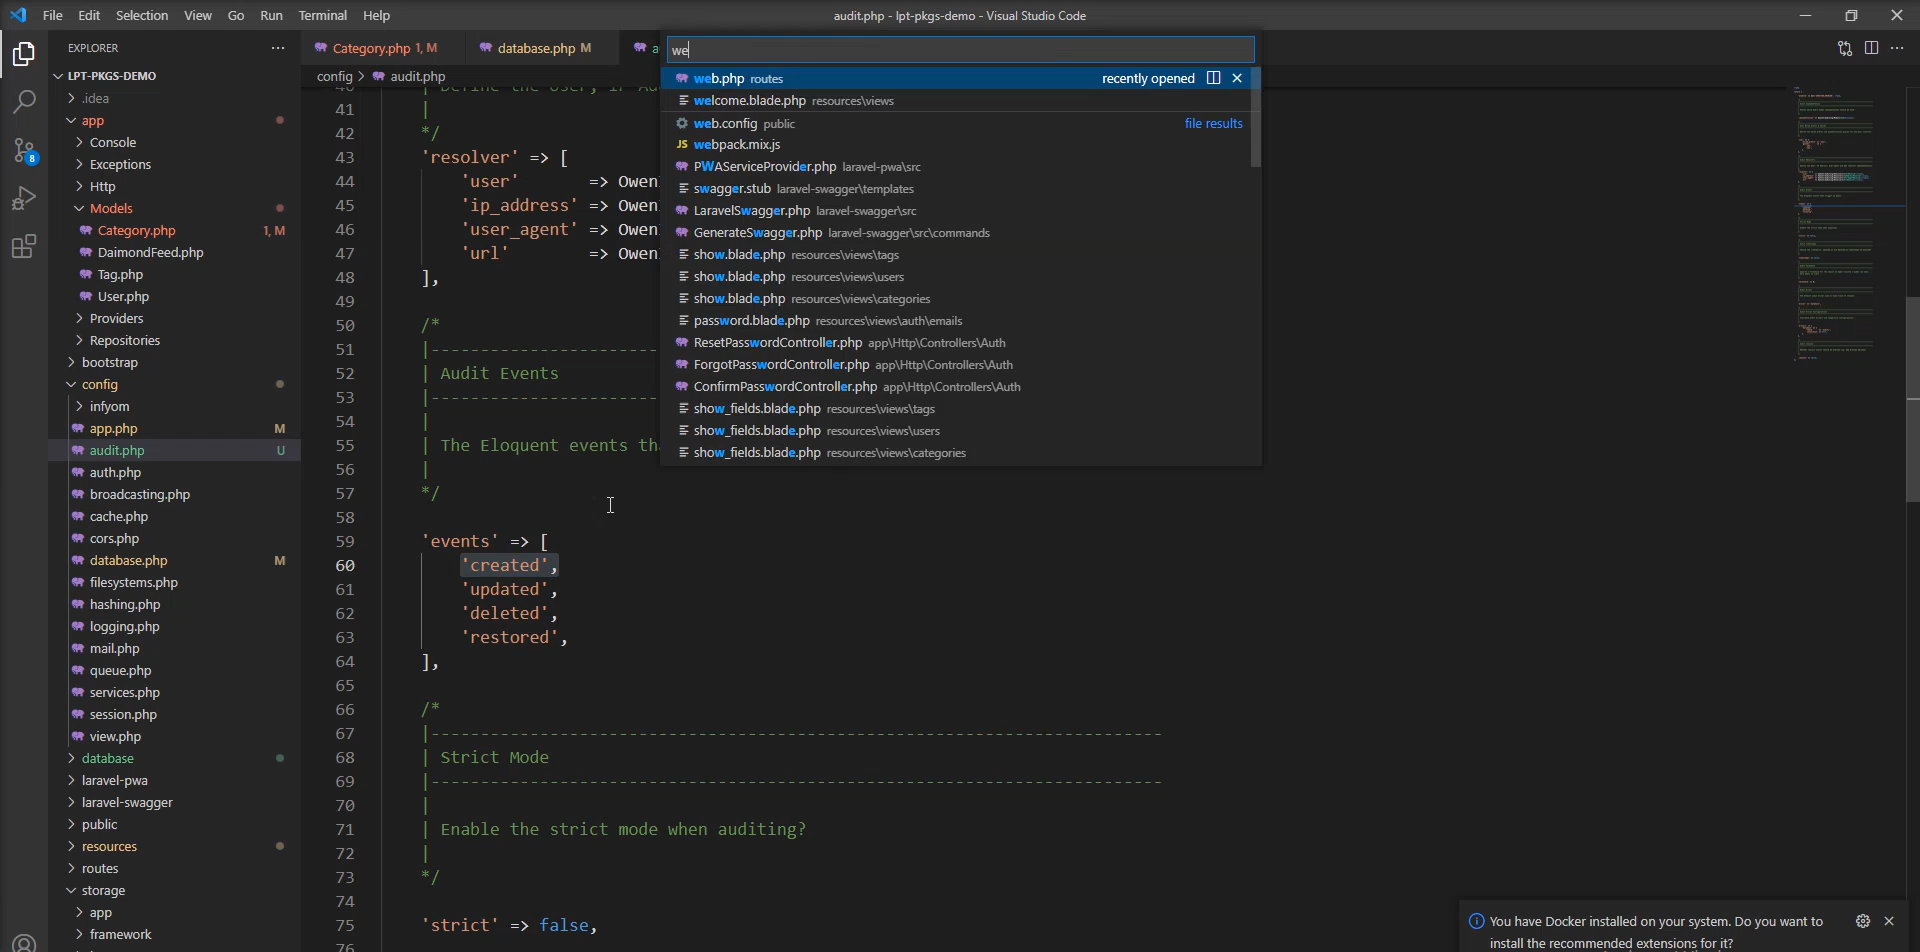 File Edit Selection View Go Run Terminal Help
audit.php - lpt-pkgs-demo - Visual Studio Code
EXPLORER
LPT-PKGS-DEMO
.idea
app
Console
Exceptions
Http
Models
Category.php 1, M
DaimondFeed.php
Tag.php
User.php
Providers
Repositories
bootstrap
config
infyom
app.php M
audit.php U
auth.php
broadcasting.php
cache.php
cors.php
database.php M
filesystems.php
hashing.php
logging.php
mail.php
queue.php
services.php
session.php
view.php
database
laravel-pwa
laravel-swagger
public
resources
routes
storage
app
framework
8
Category.php 1, M database.php M
config > audit.php
we
web.php routes recently opened
welcome.blade.php resources\views
web.config public file results
webpack.mix.js
PWAServiceProvider.php laravel-pwa\src
swagger.stub laravel-swagger\templates
LaravelSwagger.php laravel-swagger\src
GenerateSwagger.php laravel-swagger\src\commands
show.blade.php resources\views\tags
show.blade.php resources\views\users
show.blade.php resources\views\categories
password.blade.php resources\views\auth\emails
ResetPasswordController.php app\Http\Controllers\Auth
ForgotPasswordController.php app\Http\Controllers\Auth
ConfirmPasswordController.php app\Http\Controllers\Auth
show_fields.blade.php resources\views\tags
show_fields.blade.php resources\views\users
show_fields.blade.php resources\views\categories
41 |
42 */
43 'resolver' => [
44 'user' => Owen
45 'ip_address' => Owen
46 'user_agent' => Owen
47 'url' => Owen
48 ],
49
50 /*
51 |-----------------------
52 | Audit Events
53 |-----------------------
54 |
55 | The Eloquent events th
56 |
57 */
58
59 'events' => [
60 'created',
61 'updated',
62 'deleted',
63 'restored',
64 ],
65
66 /*
67 |--------------------------------------------------------------------------
68 | Strict Mode
69 |--------------------------------------------------------------------------
70 |
71 | Enable the strict mode when auditing?
72 |
73 */
74
75 'strict' => false,
76
You have Docker installed on your system. Do you want to
install the recommended extensions for it?